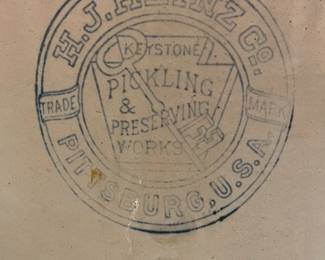 H.J. HEINZ CO.
KEYSTONE
PICKLING
&
PRESERVING
WORKS
TRADE MARK
PITTSBURG, U.S.A.